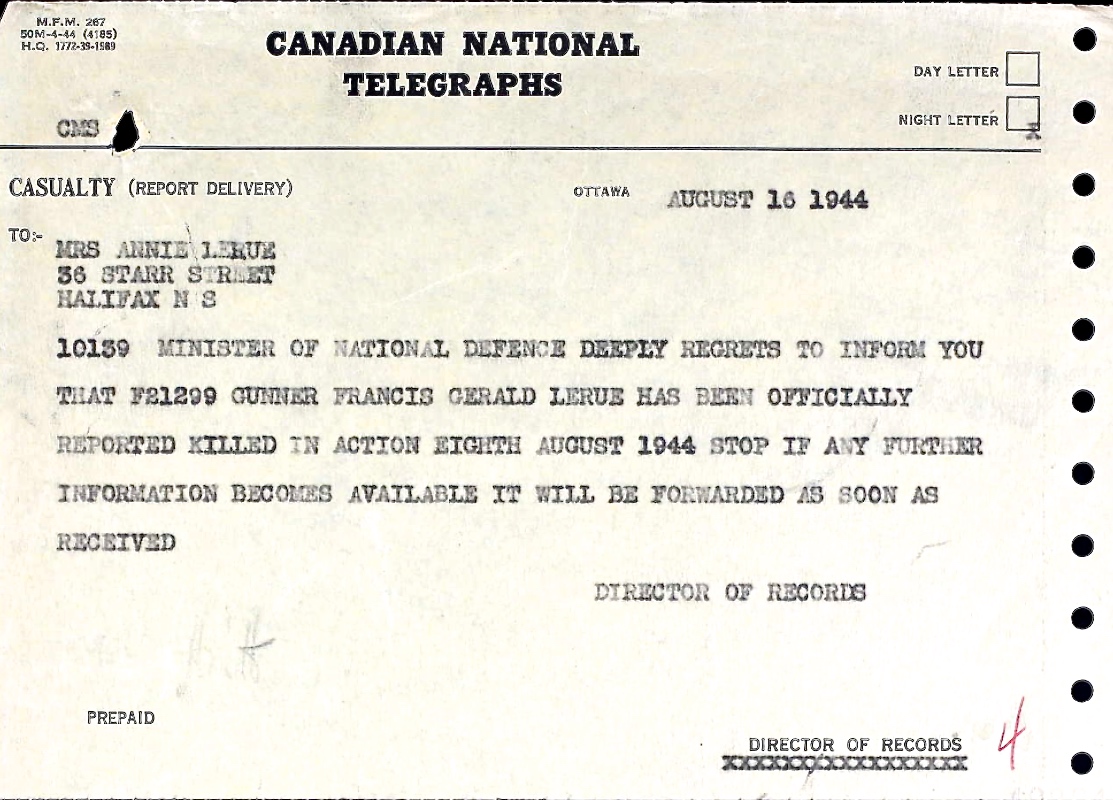 M.F.M. 267
50M-4-44 (4185)
H.Q. 1772-39-1989
CANADIAN NATIONAL
TELEGRAPHS
DAY LETTER
NIGHT LETTER
X
CMS
CASUALTY (REPORT DELIVERY)
OTTAWA AUGUST 16 1944
TO:-
MRS ANNIE LERUE
36 STARR STREET
HALIFAX N S
10139 MINISTER OF NATIONAL DEFENCE DEEPLY REGRETS TO INFORM YOU
THAT F21299 GUNNER FRANCIS GERALD LERUE HAS BEEN OFFICIALLY
REPORTED KILLED IN ACTION EIGHTH AUGUST 1944 STOP IF ANY FURTHER
INFORMATION BECOMES AVAILABLE IT WILL BE FORWARDED AS SOON AS
RECEIVED
DIRECTOR OF RECORDS
PREPAID
DIRECTOR OF RECORDS
4